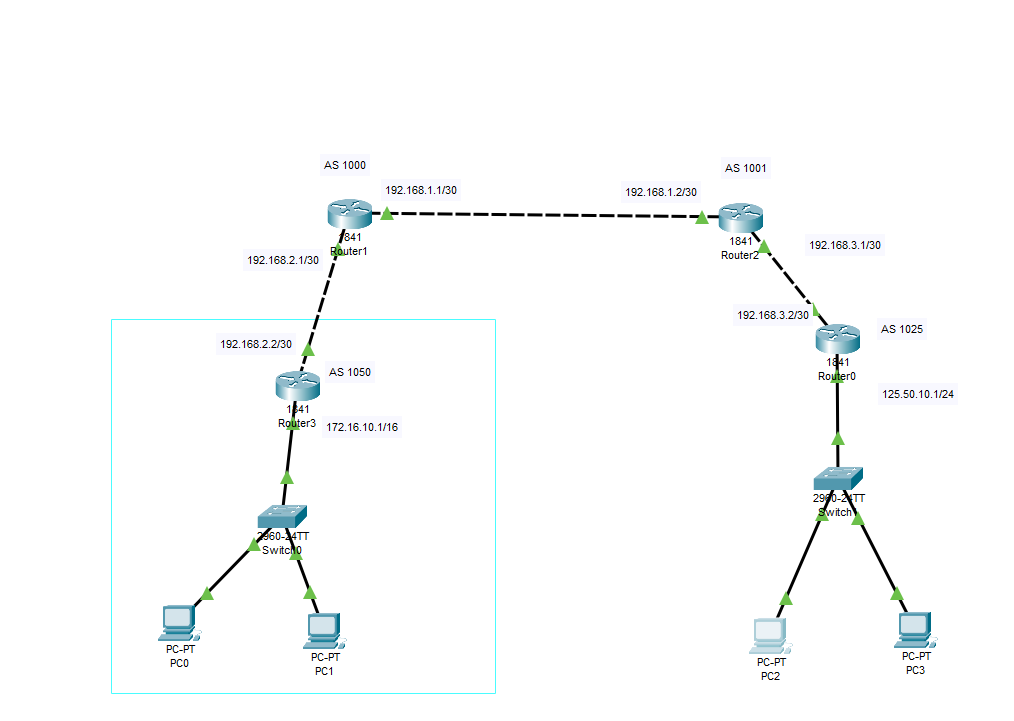 AS 1000
AS 1001
192.168.1.1/30
192.168.1.2/30
1841
Router1
1841
Router2
192.168.2.1/30
192.168.3.1/30
192.168.3.2/30
AS 1025
192.168.2.2/30
AS 1050
1841
Router0
125.50.10.1/24
1841
Router3
172.16.10.1/16
2960-24TT
Switch0
2960-24TT
Switch
PC-PT
PC0
PC-PT
PC1
PC-PT
PC2
PC-PT
PC3